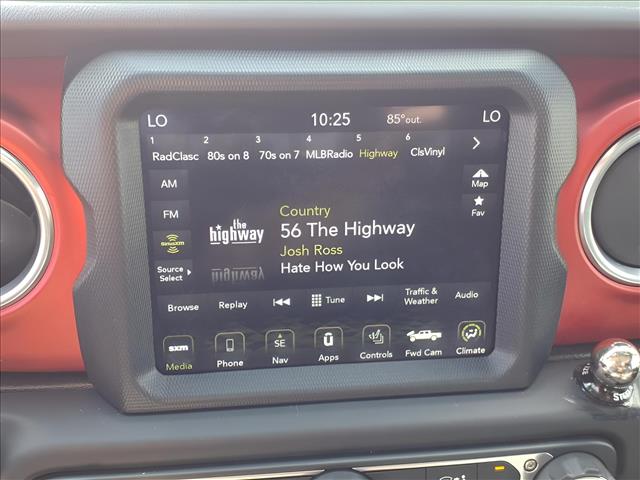 LO 10:25 85° out. LO
1 2 3 4 5 6
RadClasc 80s on 8 70s on 7 MLBRadio Highway ClsVinyl
AM
Map
FM
Fav
SiriusXM
the highway
Country
56 The Highway
Josh Ross
Hate How You Look
Source Select
Browse Replay Tune Traffic & Weather Audio
sxm SE
Media Phone Nav Apps Controls Fwd Cam Climate